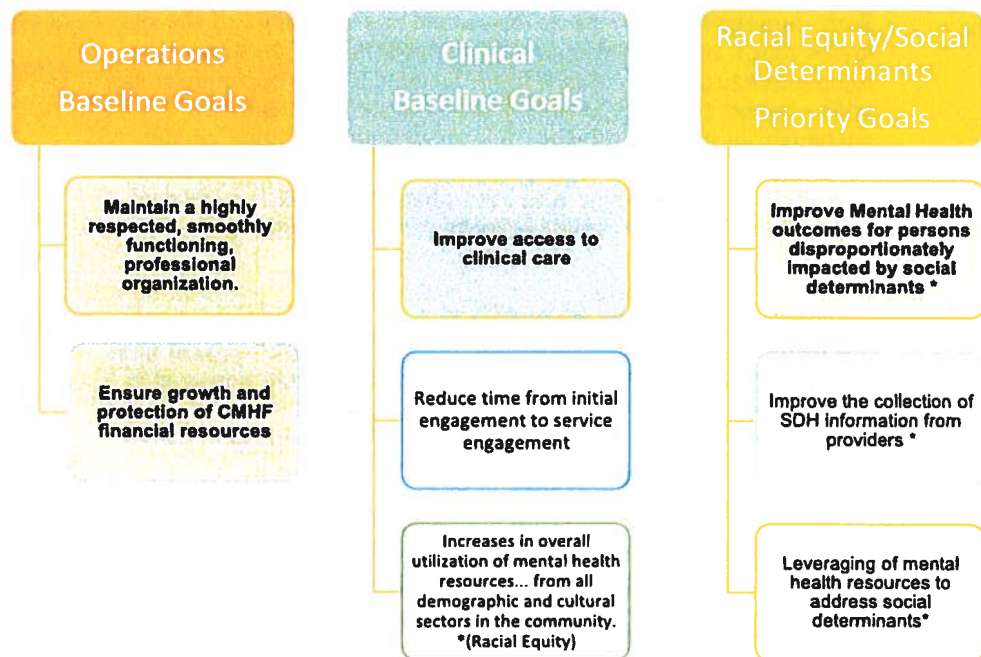 Operations
Baseline Goals
Maintain a highly
respected, smoothly
functioning,
professional
organization.
Ensure growth and
protection of CMHF
financial resources
Clinical
Baseline Goals
Improve access to
clinical care
Reduce time from initial
engagement to service
engagement
Increases in overall
utilization of mental health
resources... from all
demographic and cultural
sectors in the community.
*(Racial Equity)
Racial Equity/Social
Determinants
Priority Goals
Improve Mental Health
outcomes for persons
disproportionately
impacted by social
determinants *
Improve the collection of
SDH information from
providers *
Leveraging of mental
health resources to
address social
determinants*